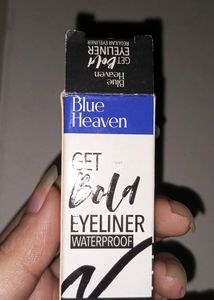 Blue
Heaven
GET
Bold
EYELINER
REGULAR EYELINER
Blue
Heaven
GET
Bold
EYELINER
WATERPROOF